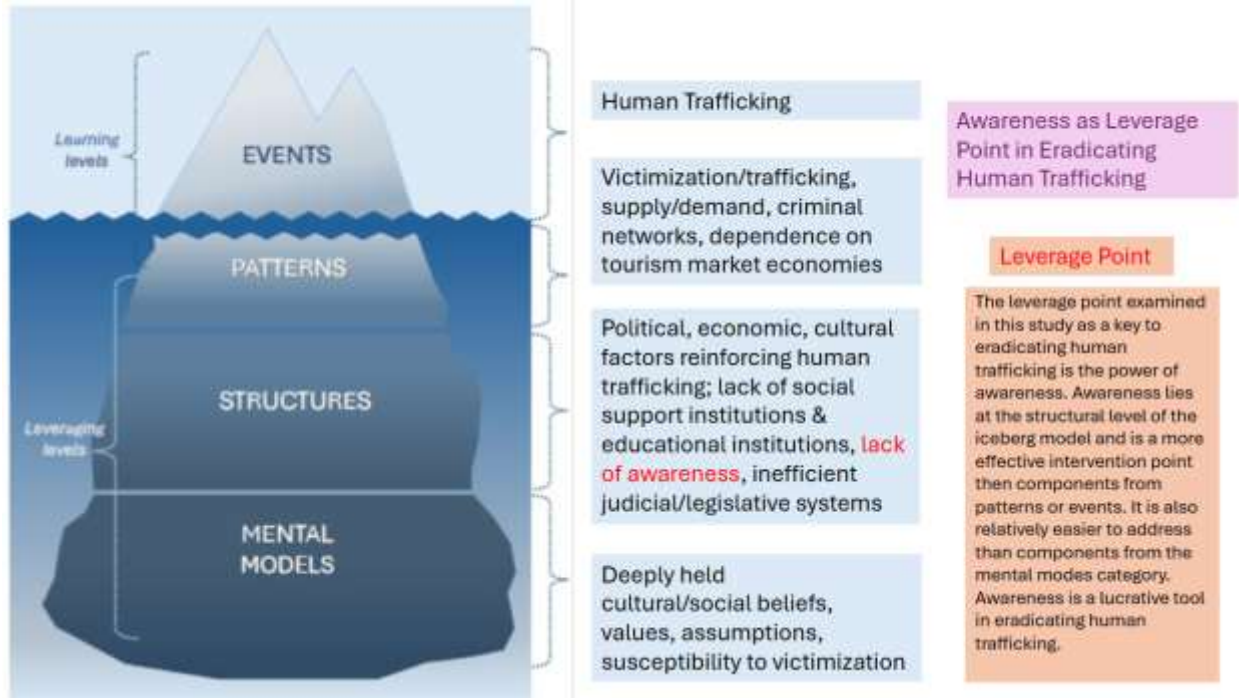 Learning
levels
EVENTS
PATTERNS
STRUCTURES
Leveraging
levels
MENTAL
MODELS
Human Trafficking
Victimization/trafficking,
supply/demand, criminal
networks, dependence on
tourism market economies
Political, economic, cultural
factors reinforcing human
trafficking; lack of social
support institutions &
educational institutions, lack
of awareness, inefficient
judicial/legislative systems
Deeply held
cultural/social beliefs,
values, assumptions,
susceptibility to victimization
Awareness as Leverage
Point in Eradicating
Human Trafficking
Leverage Point
The leverage point examined
in this study as a key to
eradicating human
trafficking is the power of
awareness. Awareness lies
at the structural level of the
iceberg model and is a more
effective intervention point
then components from
patterns or events. It is also
relatively easier to address
than components from the
mental modes category.
Awareness is a lucrative tool
in eradicating human
trafficking.